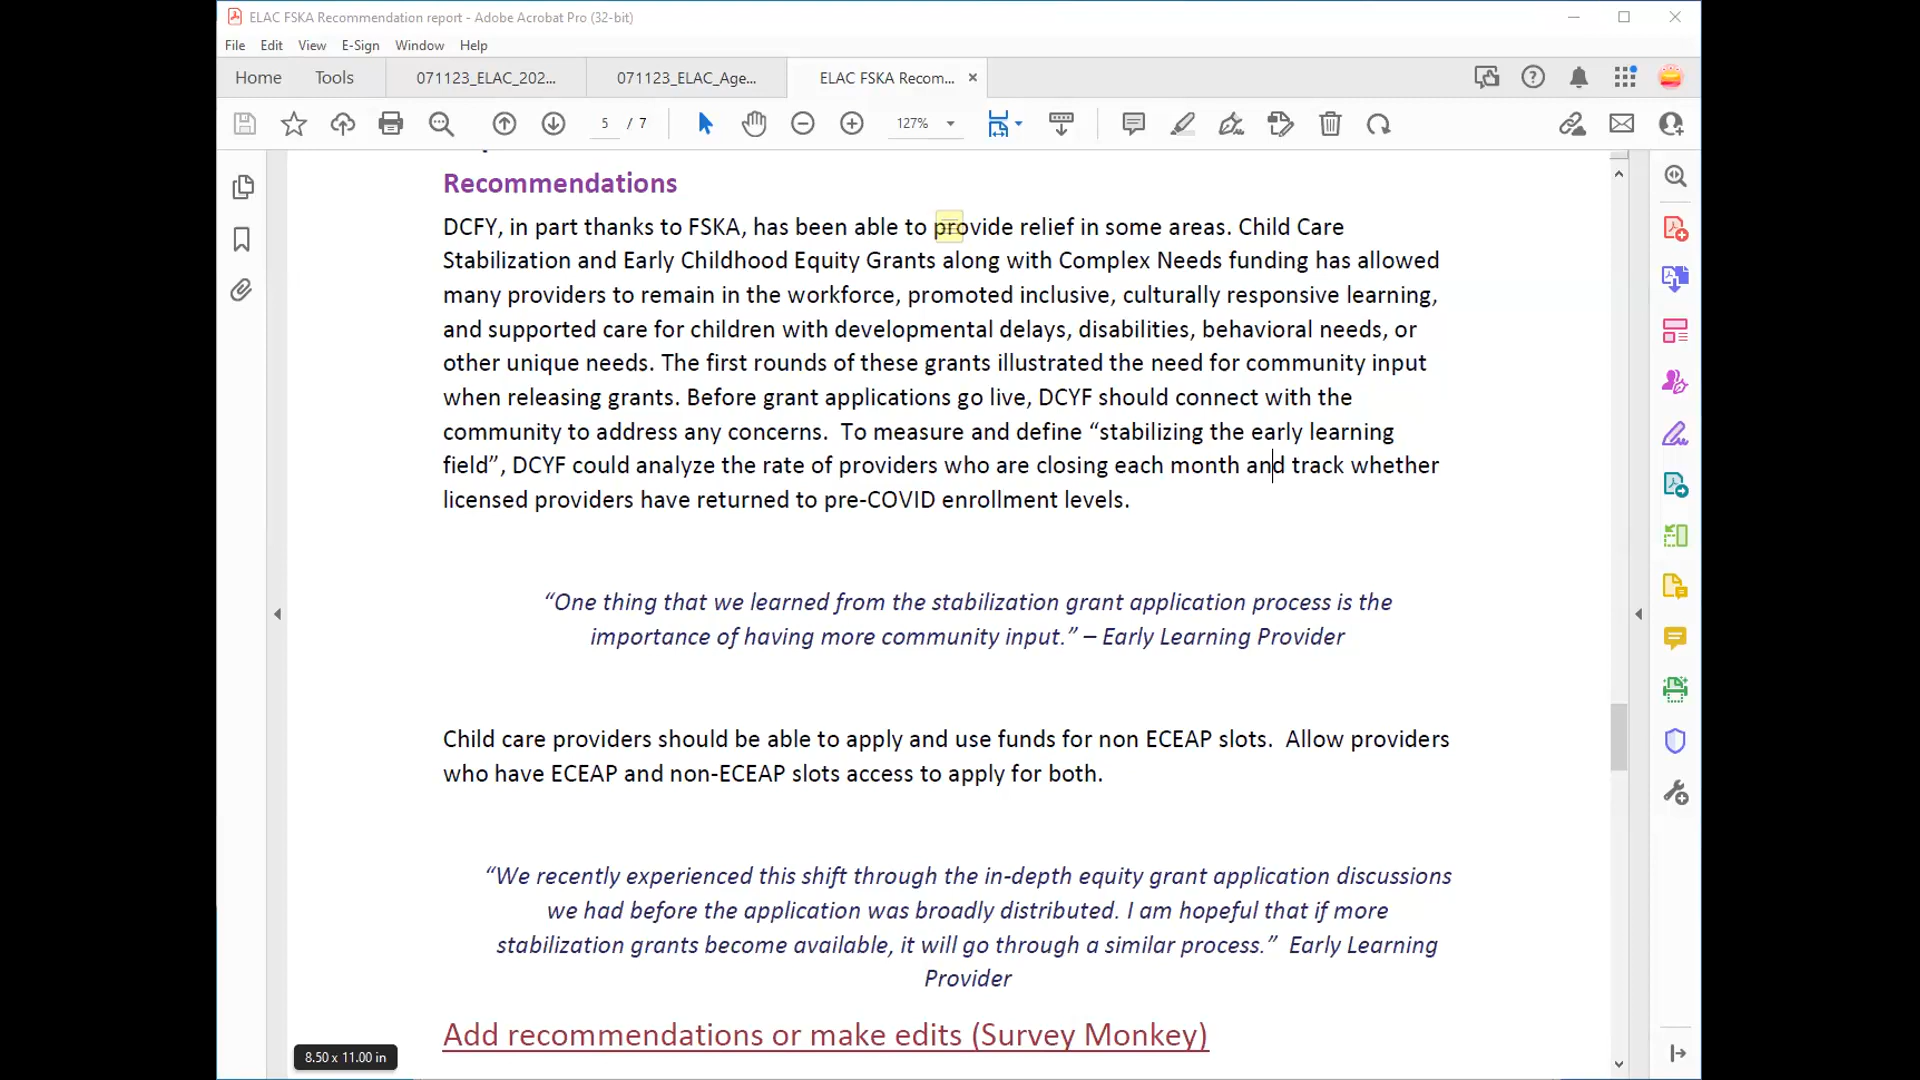 ELAC FSKA Recommendation report - Adobe Acrobat Pro (32-bit)
File Edit View E-Sign Window Help
Home Tools 071123_ELAC_202... 071123_ELAC_Age... ELAC FSKA Recom...
5 / 7 127%
Recommendations
DCFY, in part thanks to FSKA, has been able to provide relief in some areas. Child Care
Stabilization and Early Childhood Equity Grants along with Complex Needs funding has allowed
many providers to remain in the workforce, promoted inclusive, culturally responsive learning,
and supported care for children with developmental delays, disabilities, behavioral needs, or
other unique needs. The first rounds of these grants illustrated the need for community input
when releasing grants. Before grant applications go live, DCYF should connect with the
community to address any concerns.  To measure and define “stabilizing the early learning
field”, DCYF could analyze the rate of providers who are closing each month and track whether
licensed providers have returned to pre-COVID enrollment levels.
“One thing that we learned from the stabilization grant application process is the
importance of having more community input.” – Early Learning Provider
Child care providers should be able to apply and use funds for non ECEAP slots.  Allow providers
who have ECEAP and non-ECEAP slots access to apply for both.
“We recently experienced this shift through the in-depth equity grant application discussions
we had before the application was broadly distributed. I am hopeful that if more
stabilization grants become available, it will go through a similar process.”  Early Learning
Provider
Add recommendations or make edits (Survey Monkey)
8.50 x 11.00 in